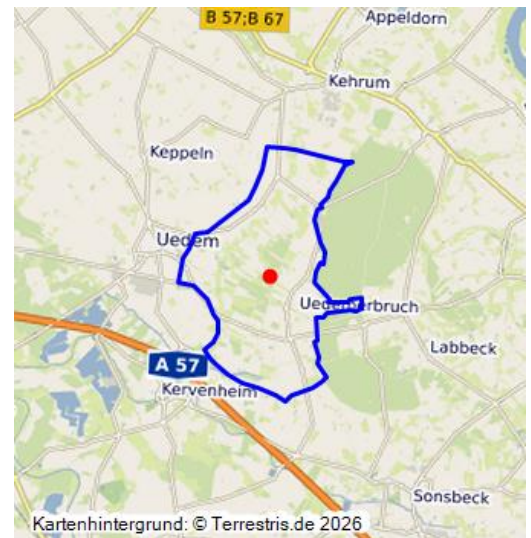 Appeldorn
B 57;B 67
Kehrum
Keppeln
Uedem
Uedemerbruch
Labbeck
A 57
Kervenheim
Sonsbeck
Kartenhintergrund: © Terrestris.de 2026